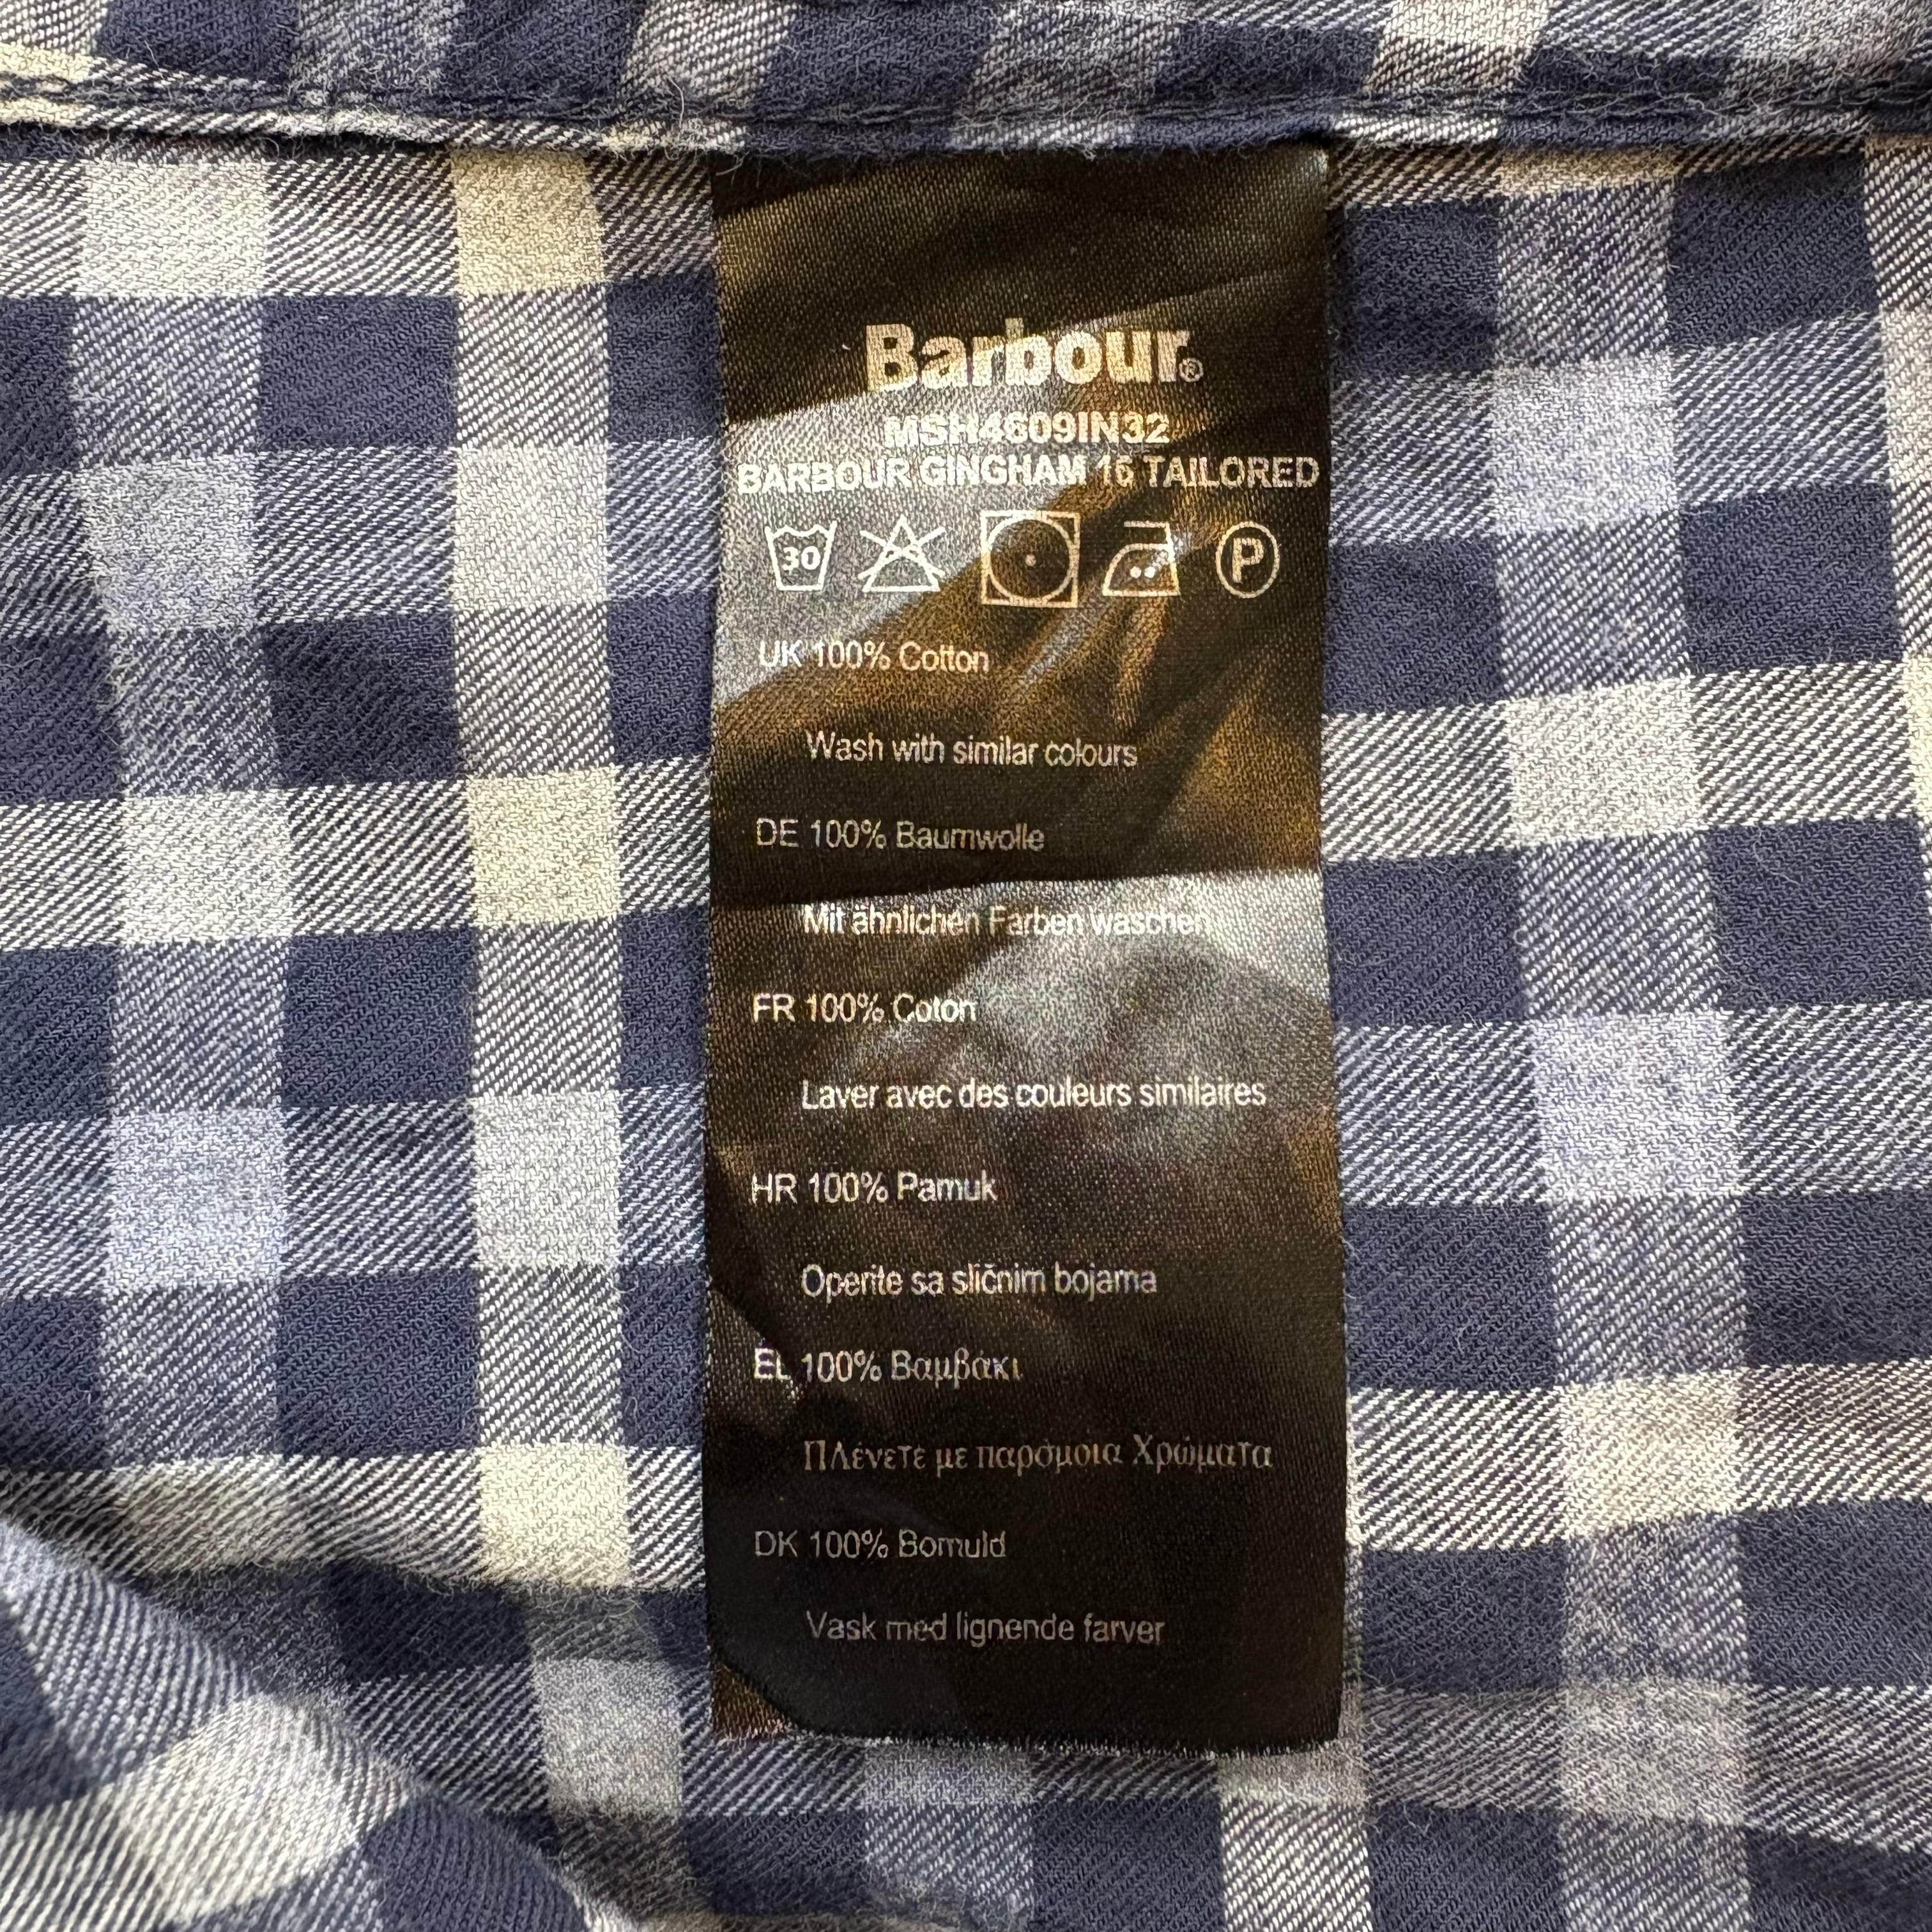 Barbour®
MSH4609IN32
BARBOUR GINGHAM 16 TAILORED
30 P
UK 100% Cotton
Wash with similar colours
DE 100% Baumwolle
Mit ähnlichen Farben waschen
FR 100% Coton
Laver avec des couleurs similaires
HR 100% Pamuk
Operite sa sličnim bojama
EL 100% Βαμβάκι
ΠΛένετε με παρόμοια Χρώματα
DK 100% Bomuld
Vask med lignende farver